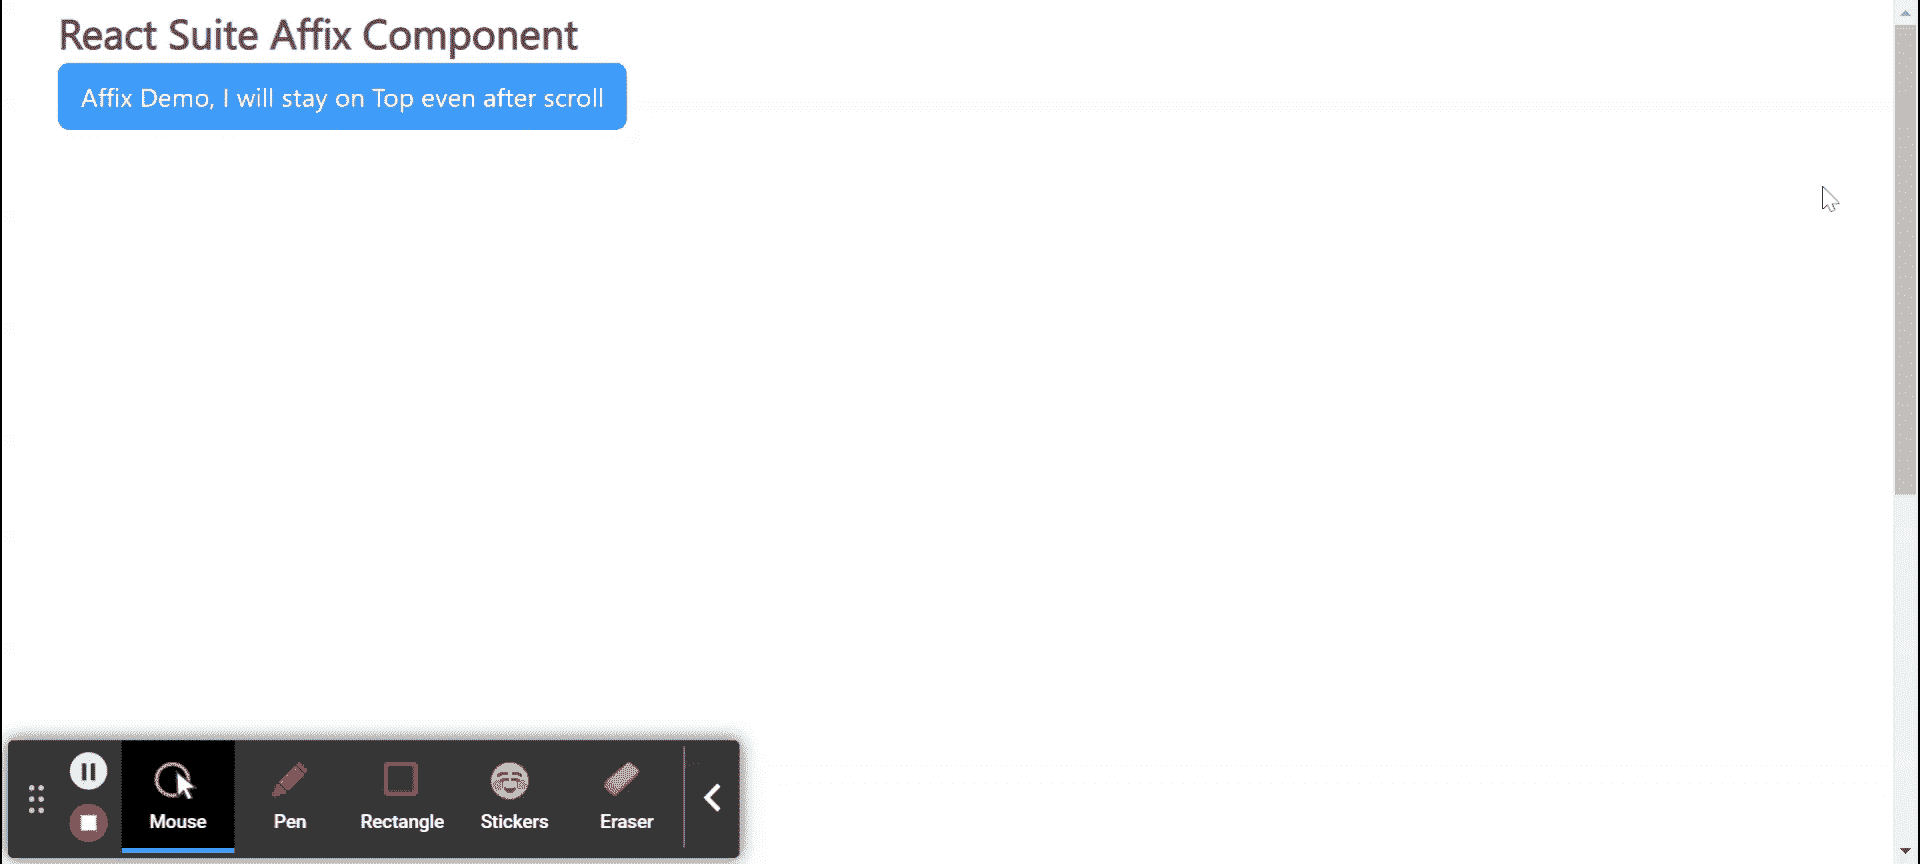 React Suite Affix Component
Affix Demo, I will stay on Top even after scroll
Mouse
Pen
Rectangle
Stickers
Eraser